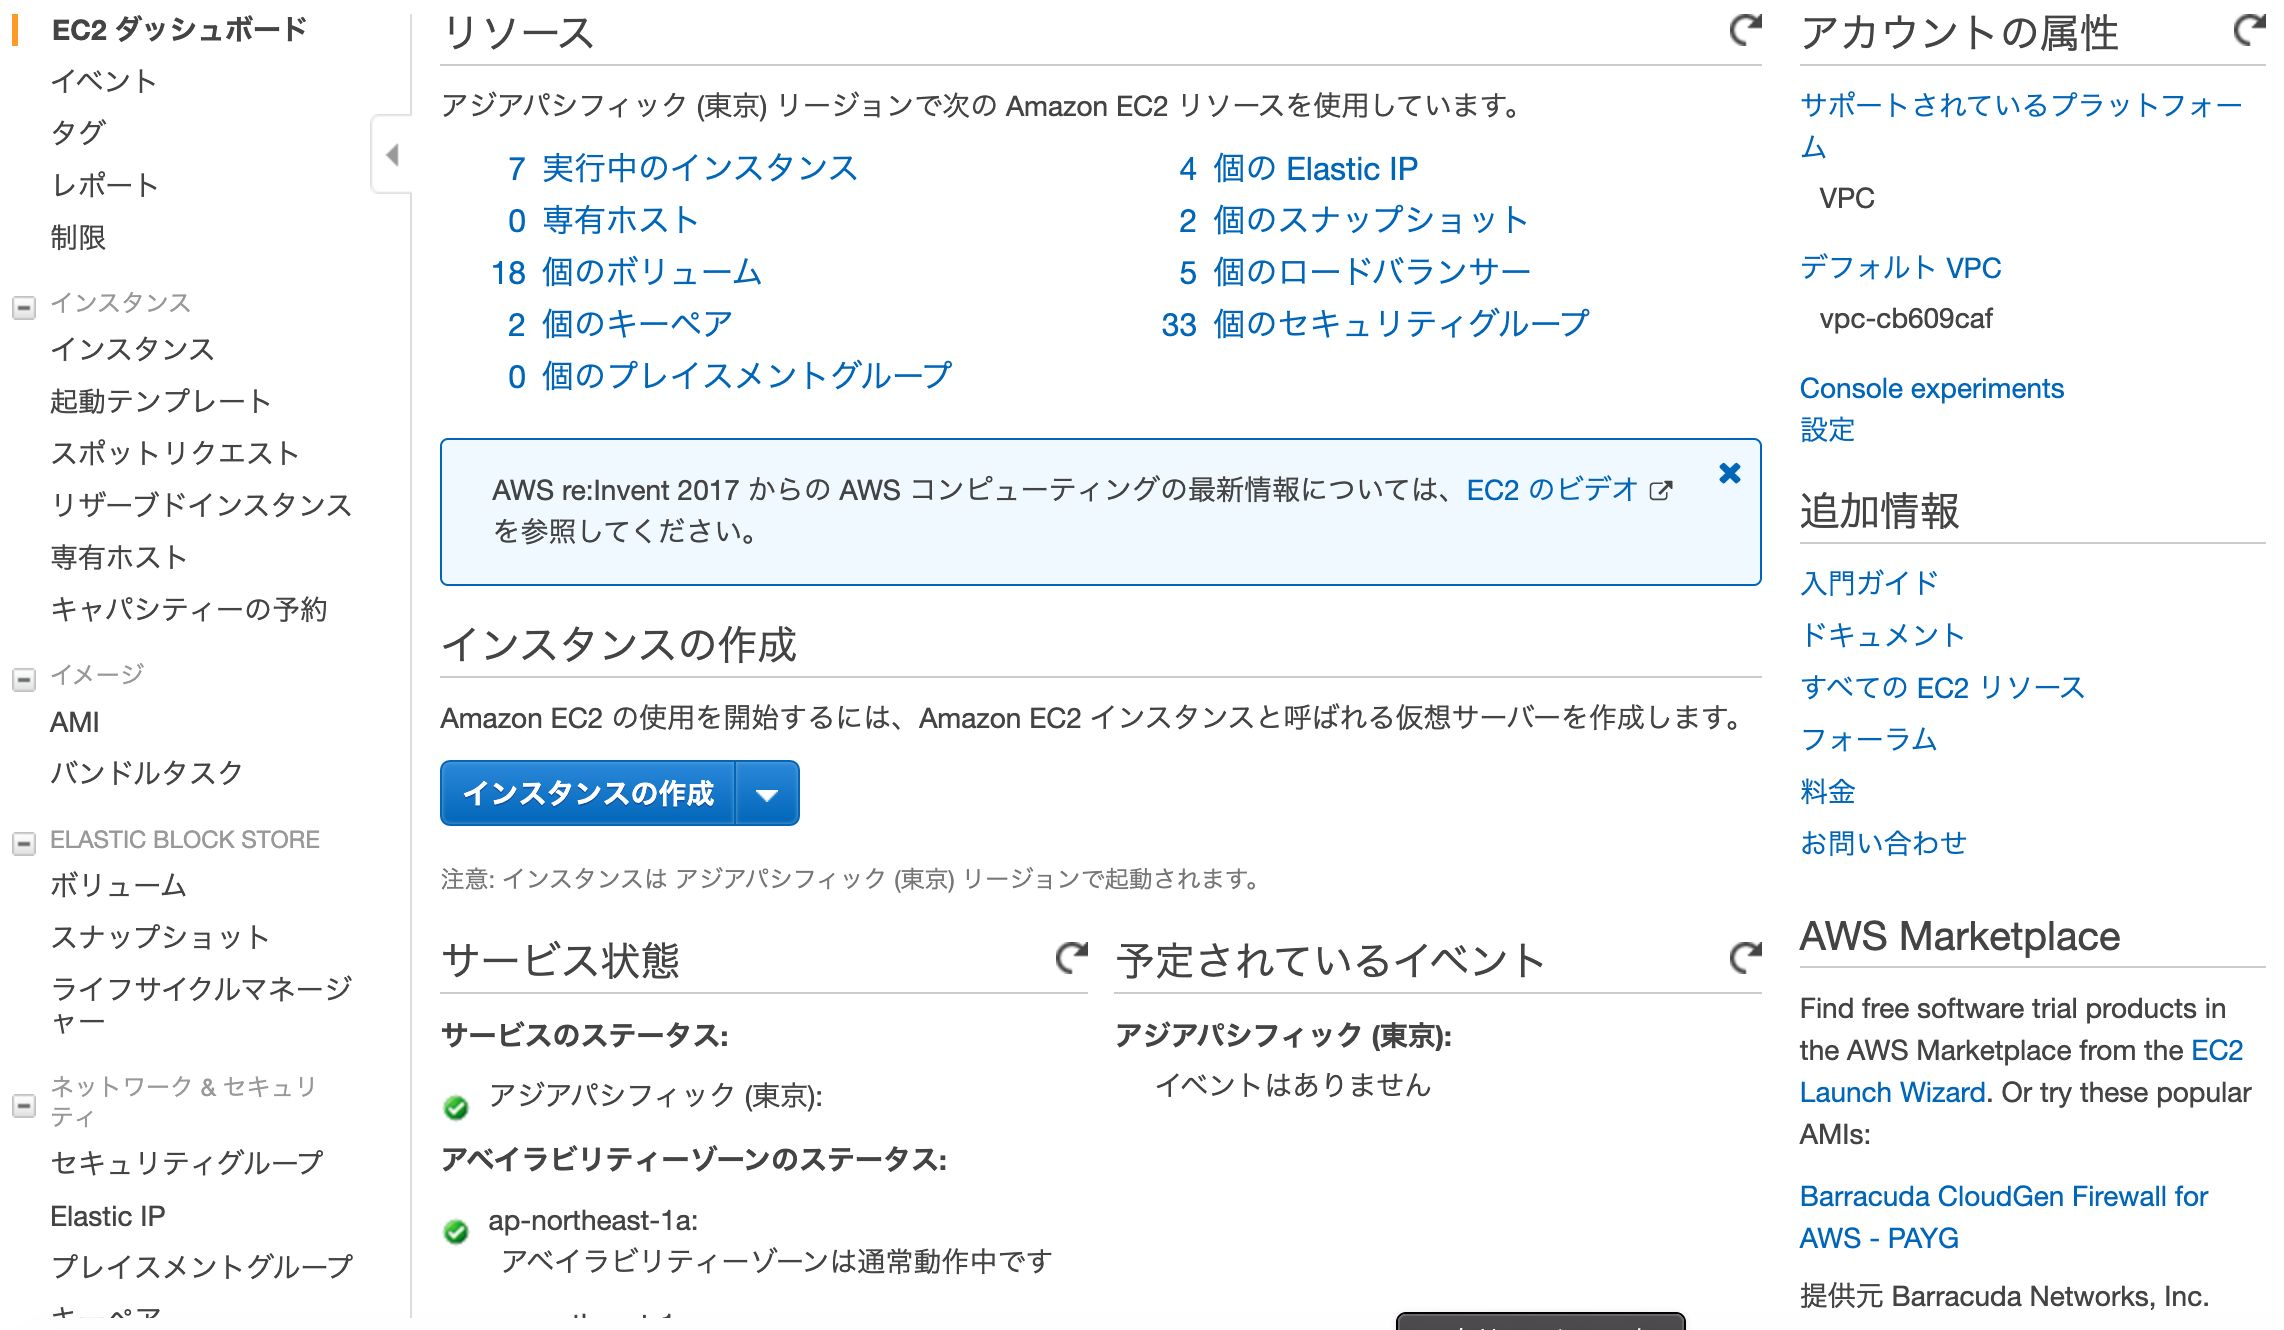 EC2 ダッシュボード
イベント
タグ
レポート
制限
インスタンス
インスタンス
起動テンプレート
スポットリクエスト
リザーブドインスタンス
専有ホスト
キャパシティーの予約
イメージ
AMI
バンドルタスク
ELASTIC BLOCK STORE
ボリューム
スナップショット
ライフサイクルマネージ
ャー
ネットワーク & セキュリ
ティ
セキュリティグループ
Elastic IP
プレイスメントグループ
キーペア
リソース
アジアパシフィック (東京) リージョンで次の Amazon EC2 リソースを使用しています。
7 実行中のインスタンス
4 個の Elastic IP
0 専有ホスト
2 個のスナップショット
18 個のボリューム
5 個のロードバランサー
2 個のキーペア
33 個のセキュリティグループ
0 個のプレイスメントグループ
AWS re:Invent 2017 からの AWS コンピューティングの最新情報については、EC2 のビデオ
を参照してください。
インスタンスの作成
Amazon EC2 の使用を開始するには、Amazon EC2 インスタンスと呼ばれる仮想サーバーを作成します。
インスタンスの作成
注意: インスタンスは アジアパシフィック (東京) リージョンで起動されます。
サービス状態
サービスのステータス:
アジアパシフィック (東京):
アベイラビリティーゾーンのステータス:
ap-northeast-1a:
アベイラビリティーゾーンは通常動作中です
予定されているイベント
アジアパシフィック (東京):
イベントはありません
アカウントの属性
サポートされているプラットフォー
ム
VPC
デフォルト VPC
vpc-cb609caf
Console experiments
設定
追加情報
入門ガイド
ドキュメント
すべての EC2 リソース
フォーラム
料金
お問い合わせ
AWS Marketplace
Find free software trial products in
the AWS Marketplace from the EC2
Launch Wizard. Or try these popular
AMIs:
Barracuda CloudGen Firewall for
AWS - PAYG
提供元 Barracuda Networks, Inc.